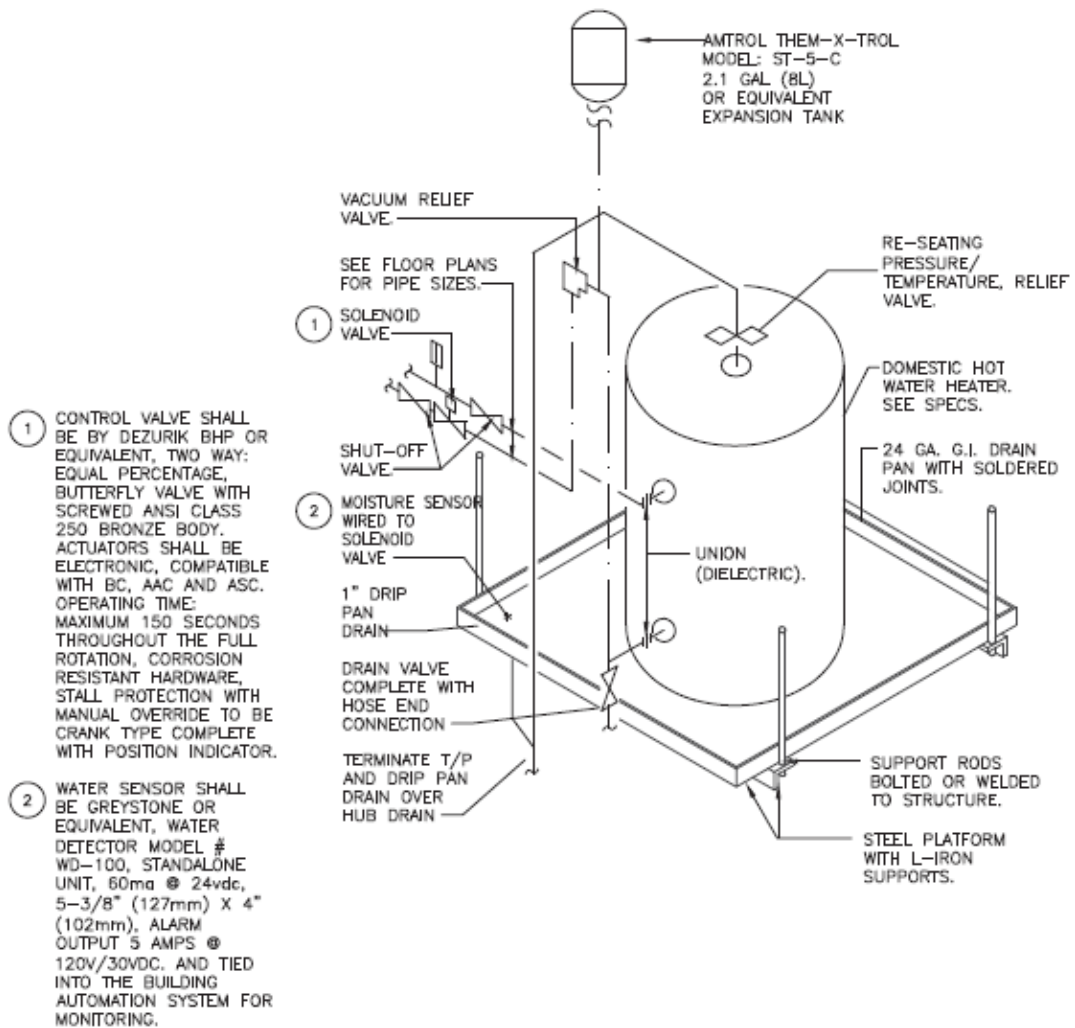 AMTROL THEM-X-TROL
MODEL: ST-5-C
2.1 GAL (8L)
OR EQUIVALENT
EXPANSION TANK
VACUUM RELIEF
VALVE.
SEE FLOOR PLANS
FOR PIPE SIZES.
1
SOLENOID
VALVE
SHUT-OFF
VALVE.
2
MOISTURE SENSOR
WIRED TO
SOLENOID
VALVE
1" DRIP
PAN
DRAIN
DRAIN VALVE
COMPLETE WITH
HOSE END
CONNECTION
TERMINATE T/P
AND DRIP PAN
DRAIN OVER
HUB DRAIN
RE-SEATING
PRESSURE/
TEMPERATURE, RELIEF
VALVE.
DOMESTIC HOT
WATER HEATER.
SEE SPECS.
24 GA. G.I. DRAIN
PAN WITH SOLDERED
JOINTS.
UNION
(DIELECTRIC).
SUPPORT RODS
BOLTED OR WELDED
TO STRUCTURE.
STEEL PLATFORM
WITH L-IRON
SUPPORTS.
1
CONTROL VALVE SHALL
BE BY DEZURIK BHP OR
EQUIVALENT, TWO WAY:
EQUAL PERCENTAGE,
BUTTERFLY VALVE WITH
SCREWED ANSI CLASS
250 BRONZE BODY.
ACTUATORS SHALL BE
ELECTRONIC, COMPATIBLE
WITH BC, AAC AND ASC.
OPERATING TIME:
MAXIMUM 150 SECONDS
THROUGHOUT THE FULL
ROTATION, CORROSION
RESISTANT HARDWARE,
STALL PROTECTION WITH
MANUAL OVERRIDE TO BE
CRANK TYPE COMPLETE
WITH POSITION INDICATOR.
2
WATER SENSOR SHALL
BE GREYSTONE OR
EQUIVALENT, WATER
DETECTOR MODEL #
WD-100, STANDALONE
UNIT, 60ma @ 24vdc,
5-3/8" (127mm) X 4"
(102mm), ALARM
OUTPUT 5 AMPS @
120V/30VDC. AND TIED
INTO THE BUILDING
AUTOMATION SYSTEM FOR
MONITORING.